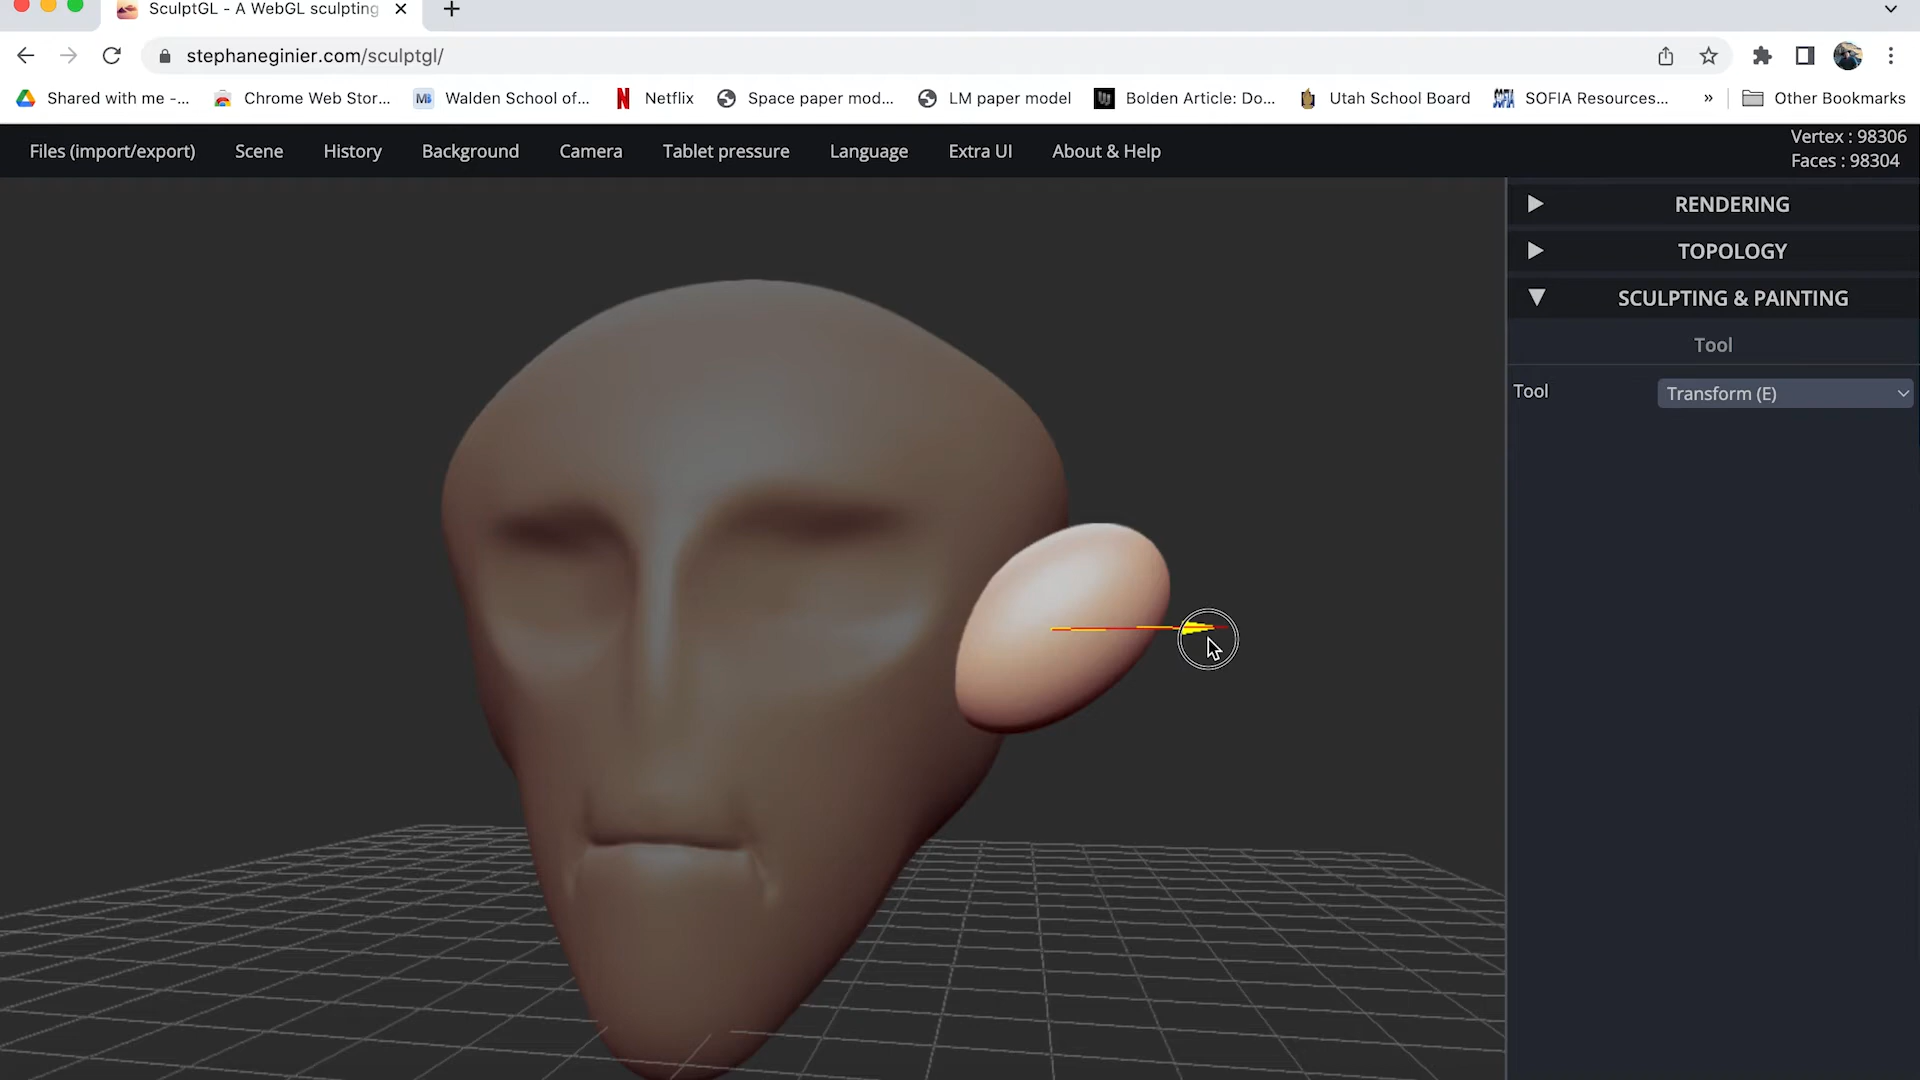 SculptGL - A WebGL sculpting
stephaneginier.com/sculptgl/
Shared with me -... Chrome Web Stor... MB Walden School of... N Netflix Space paper mod... LM paper model Bolden Article: Do... Utah School Board SOFIA SOFIA Resources... » Other Bookmarks
Files (import/export) Scene History Background Camera Tablet pressure Language Extra UI About & Help
Vertex : 98306
Faces : 98304
RENDERING
TOPOLOGY
SCULPTING & PAINTING
Tool
Tool Transform (E)